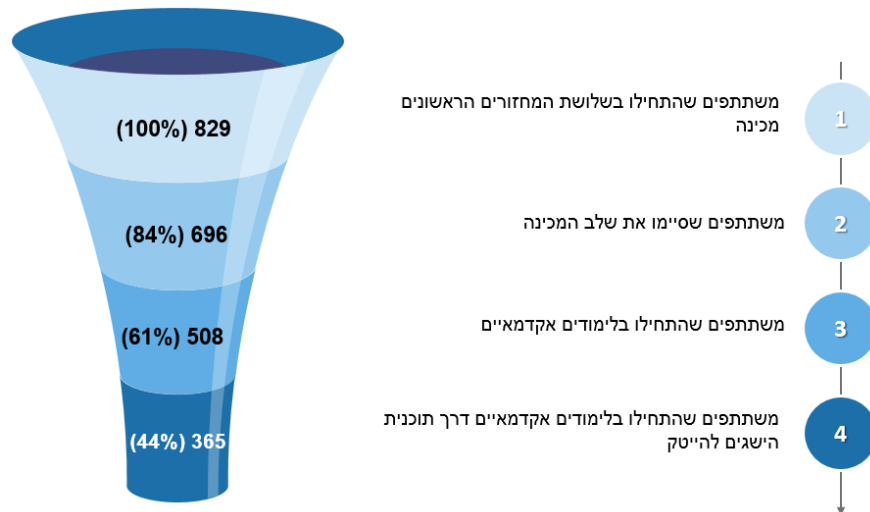 829 (100%)
משתתפים שהתחילו בשלושת המחזורים הראשונים
מכינה
1
696 (84%)
משתתפים שסיימו את שלב המכינה
2
508 (61%)
משתתפים שהתחילו בלימודים אקדמאיים
3
365 (44%)
משתתפים שהתחילו בלימודים אקדמאיים דרך תוכנית
הישגים להייטק
4